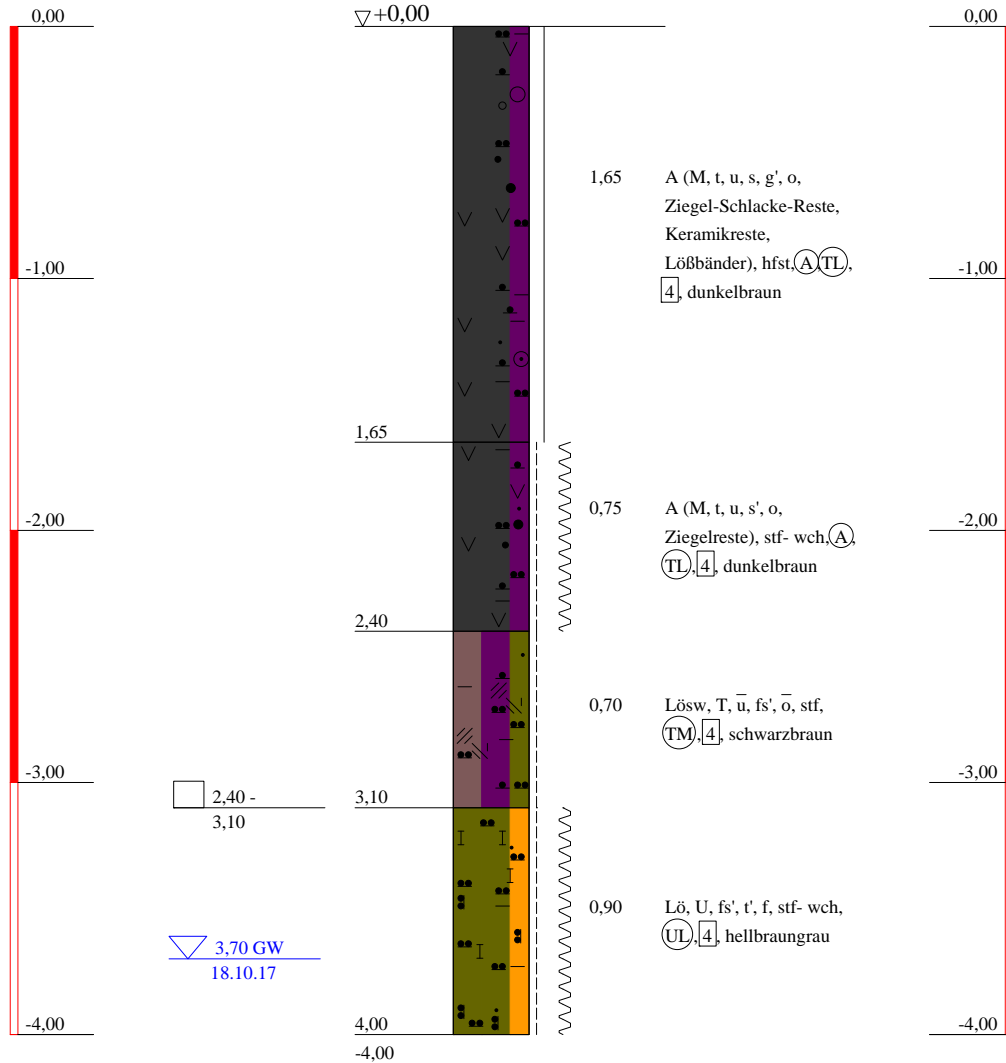 0,00
+0,00
0,00
1,65
A (M, t, u, s, g', o,
Ziegel-Schlacke-Reste,
Keramikreste,
Lößbänder), hfst, A TL,
4, dunkelbraun
-1,00
-1,00
1,65
0,75
A (M, t, u, s', o,
Ziegelreste), stf- wch, A,
TL, 4, dunkelbraun
-2,00
-2,00
2,40
0,70
Lösw, T, u̅, fs', o̅, stf,
TM, 4, schwarzbraun
-3,00
-3,00
2,40 -
3,10
3,10
0,90
Lö, U, fs', t', f, stf- wch,
UL, 4, hellbraungrau
3,70 GW
18.10.17
-4,00
4,00
-4,00
-4,00